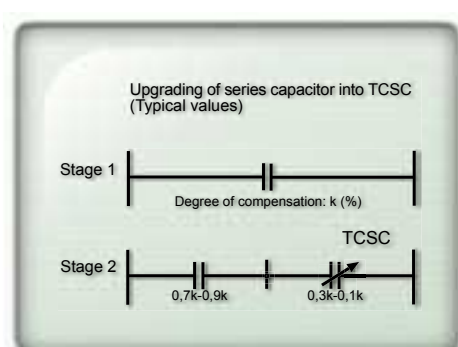 Upgrading of series capacitor into TCSC
(Typical values)
Stage 1
Degree of compensation: k (%)
TCSC
Stage 2
0,7k-0,9k
0,3k-0,1k